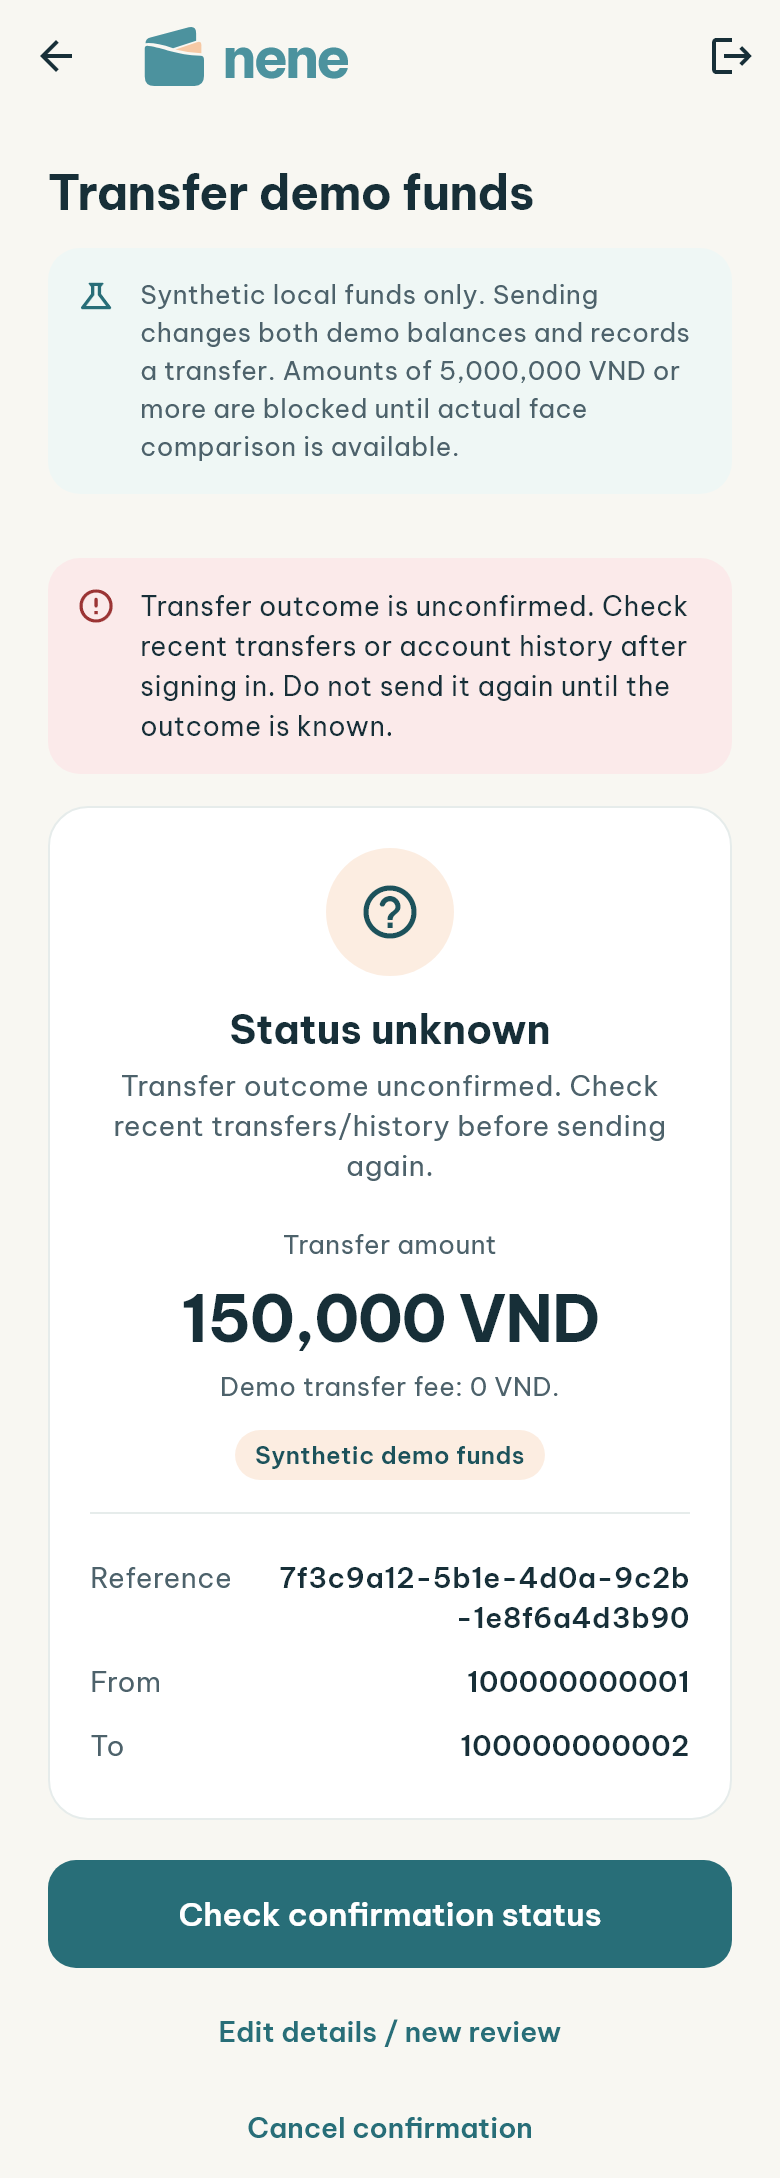 nene
Transfer demo funds
Synthetic local funds only. Sending
changes both demo balances and records
a transfer. Amounts of 5,000,000 VND or
more are blocked until actual face
comparison is available.
Transfer outcome is unconfirmed. Check
recent transfers or account history after
signing in. Do not send it again until the
outcome is known.
Status unknown
Transfer outcome unconfirmed. Check
recent transfers/history before sending
again.
Transfer amount
150,000 VND
Demo transfer fee: 0 VND.
Synthetic demo funds
Reference 7f3c9a12-5b1e-4d0a-9c2b
-1e8f6a4d3b90
From 100000000001
To 100000000002
Check confirmation status
Edit details / new review
Cancel confirmation